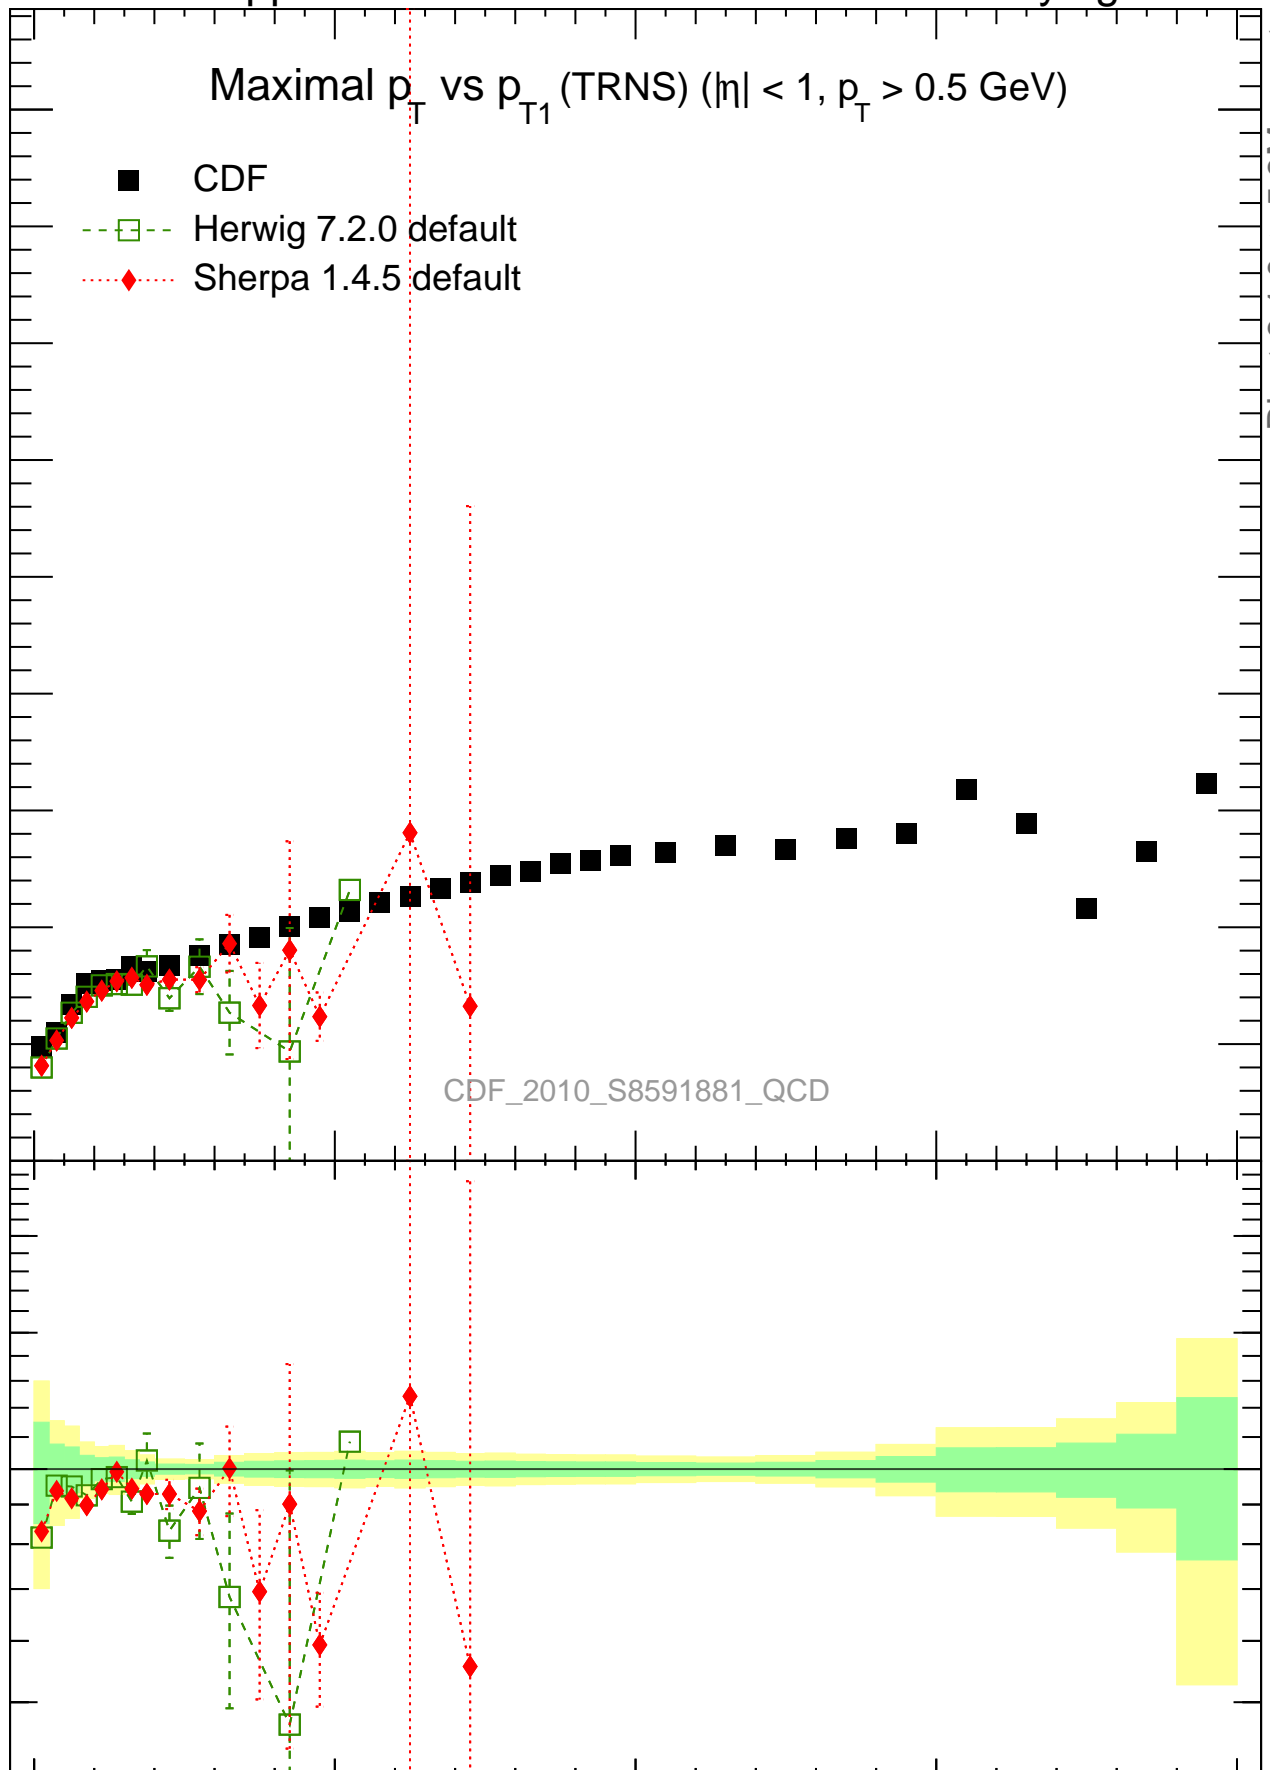 Maximal p_T vs p_T1 (TRNS) (|η| < 1, p_T > 0.5 GeV)
CDF
Herwig 7.2.0 default
Sherpa 1.4.5 default
CDF_2010_S8591881_QCD